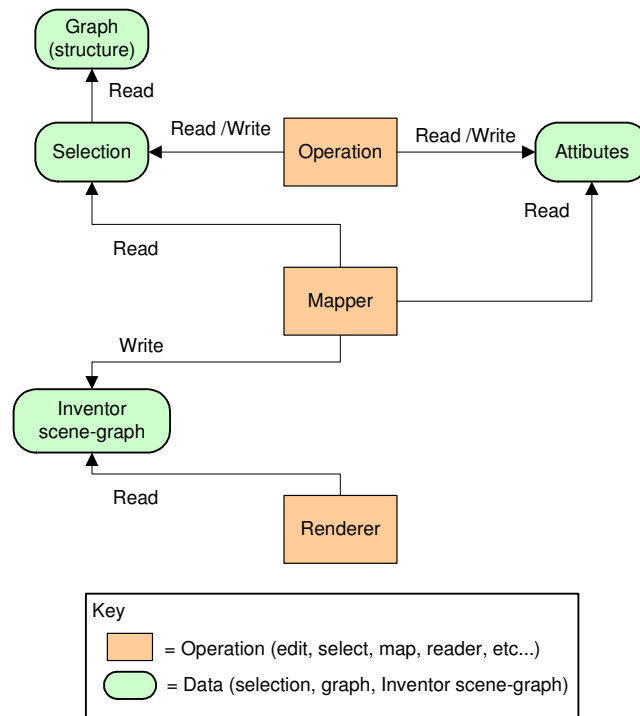 Graph
(structure)
Read
Read /Write
Read /Write
Selection
Operation
Attibutes
Read
Read
Mapper
Write
Inventor
scene-graph
Read
Renderer
Key
= Operation (edit, select, map, reader, etc...)
= Data (selection, graph, Inventor scene-graph)